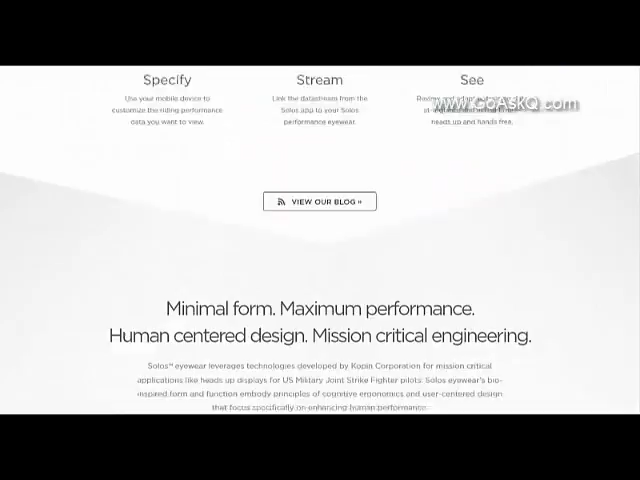 Specify
Stream
See
Use your mobile device to
customize the riding performance
data you want to view.
Link the datastream from the
Solos app to your Solos
performance eyewear.
www.GoAskQ.com
heads up and hands free.
VIEW OUR BLOG »
Minimal form. Maximum performance.
Human centered design. Mission critical engineering.
Solos™ eyewear leverages technologies developed by Kopin Corporation for mission critical
applications like heads up displays for US Military Joint Strike Fighter pilots. Solos eyewear's bio-
inspired form and function embody principles of cognitive ergonomics and user-centered design
that focus specifically on enhancing human performance.